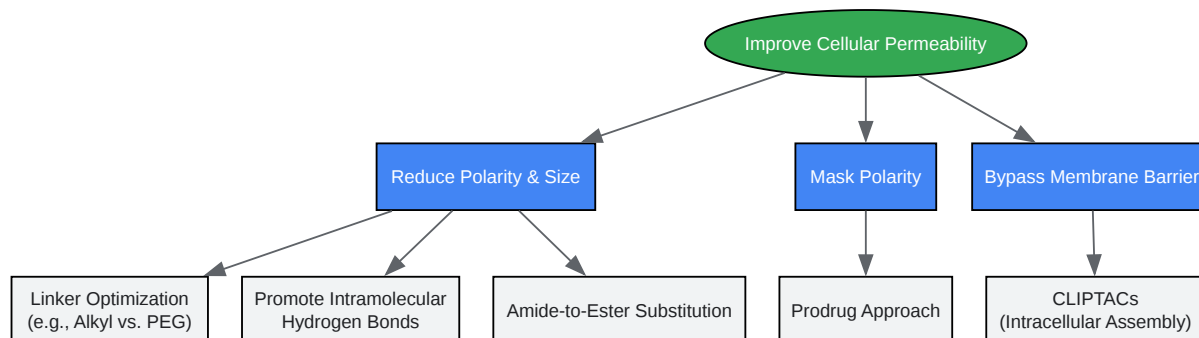 Improve Cellular Permeability
Reduce Polarity & Size
Mask Polarity
Bypass Membrane Barrier
Linker Optimization
(e.g., Alkyl vs. PEG)
Promote Intramolecular
Hydrogen Bonds
Amide-to-Ester Substitution
Prodrug Approach
CLIPTACs
(Intracellular Assembly)